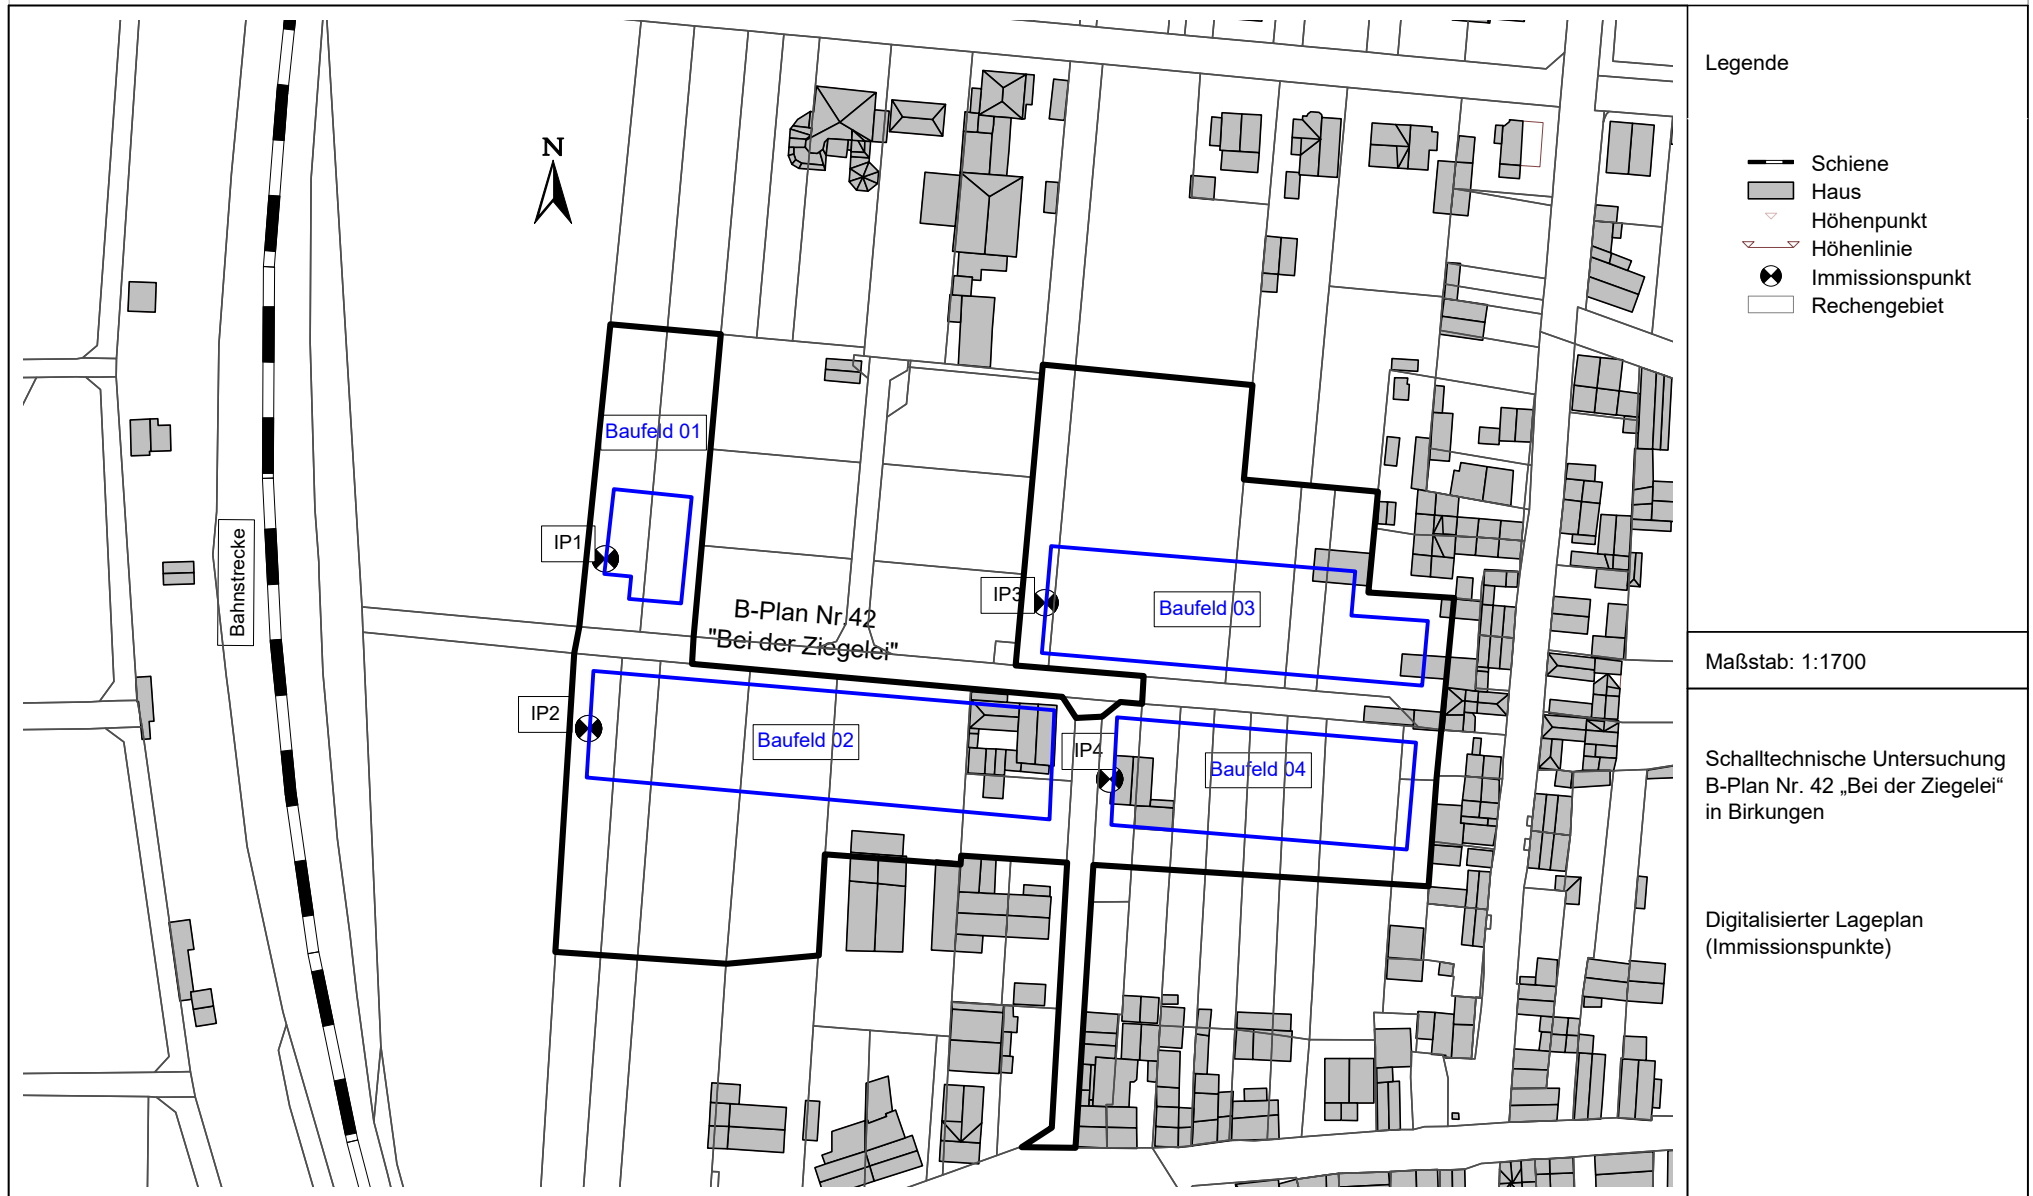 N
Baufeld 01
IP1
Bahnstrecke
B-Plan Nr.42
"Bei der Ziegelei"
IP3
Baufeld 03
IP2
Baufeld 02
IP4
Baufeld 04
Legende
Schiene
Haus
Höhenpunkt
Höhenlinie
Immissionspunkt
Rechengebiet
Maßstab: 1:1700
Schalltechnische Untersuchung
B-Plan Nr. 42 „Bei der Ziegelei“
in Birkungen
Digitalisierter Lageplan
(Immissionspunkte)